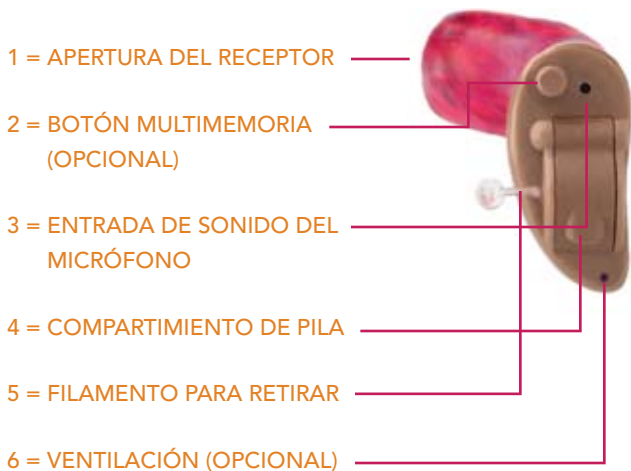 1 = APERTURA DEL RECEPTOR
2 = BOTÓN MULTIMEMORIA
(OPCIONAL)
3 = ENTRADA DE SONIDO DEL
MICRÓFONO
4 = COMPARTIMIENTO DE PILA
5 = FILAMENTO PARA RETIRAR
6 = VENTILACIÓN (OPCIONAL)